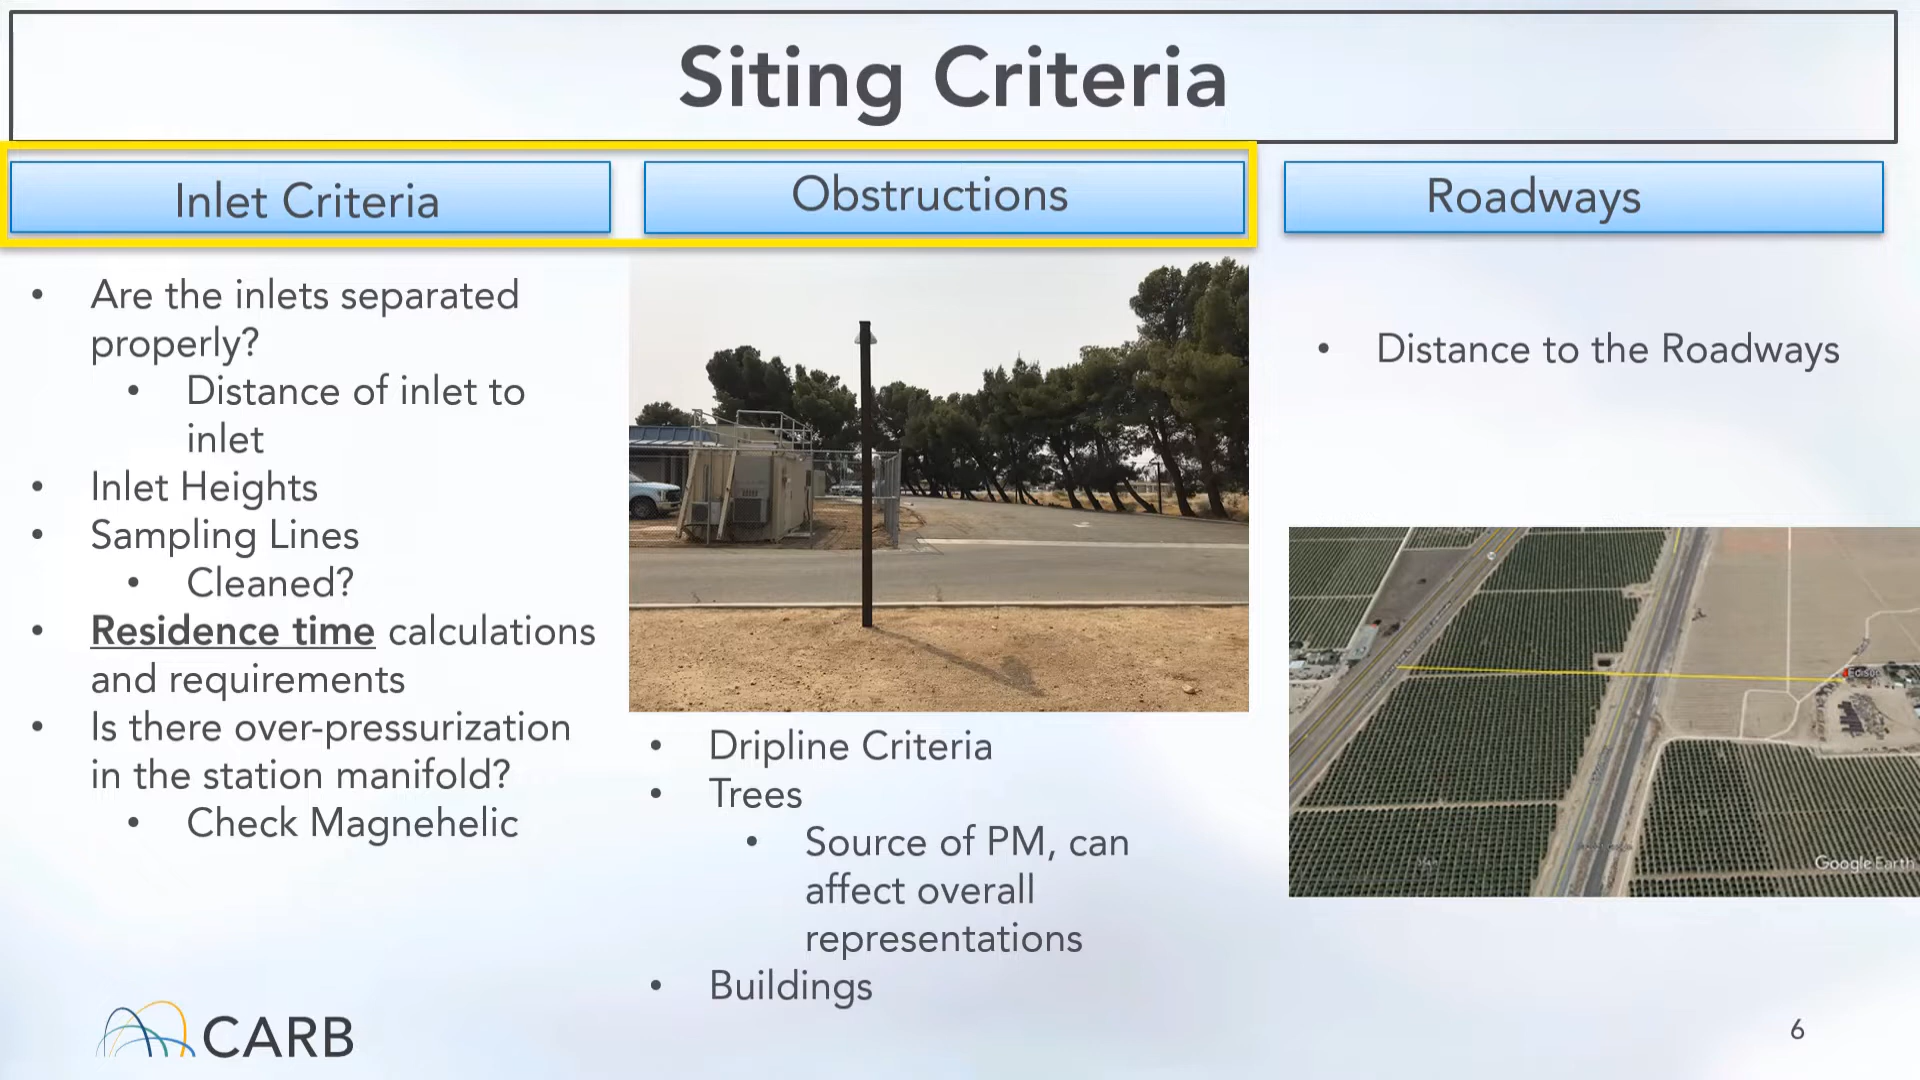 Siting Criteria
Inlet Criteria
Obstructions
Roadways
• Are the inlets separated
properly?
• Distance of inlet to
inlet
• Inlet Heights
• Sampling Lines
• Cleaned?
• Residence time calculations
and requirements
• Is there over-pressurization
in the station manifold?
• Check Magnehelic
• Dripline Criteria
• Trees
• Source of PM, can
affect overall
representations
• Buildings
• Distance to the Roadways
Edison
Google Earth
CARB
6